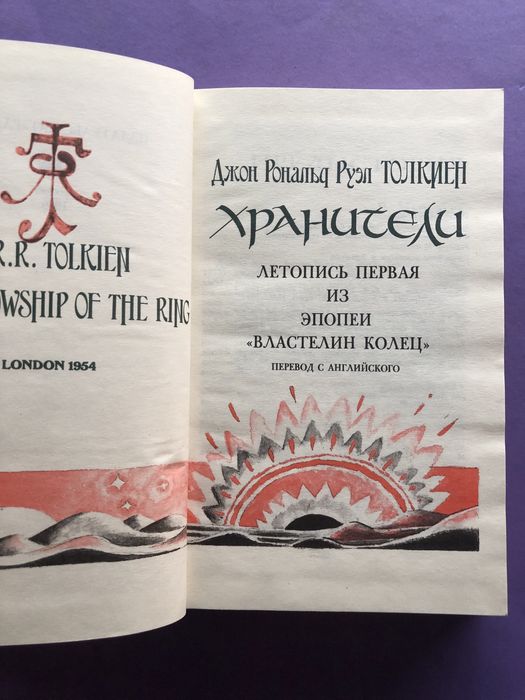 R.R. TOLKIEN
WSHIP OF THE RING
LONDON 1954
Джон Рональд Руэл ТОЛКИЕН
ХРАНИТЕЛИ
ЛЕТОПИСЬ ПЕРВАЯ
ИЗ
ЭПОПЕИ
«ВЛАСТЕЛИН КОЛЕЦ»
ПЕРЕВОД С АНГЛИЙСКОГО